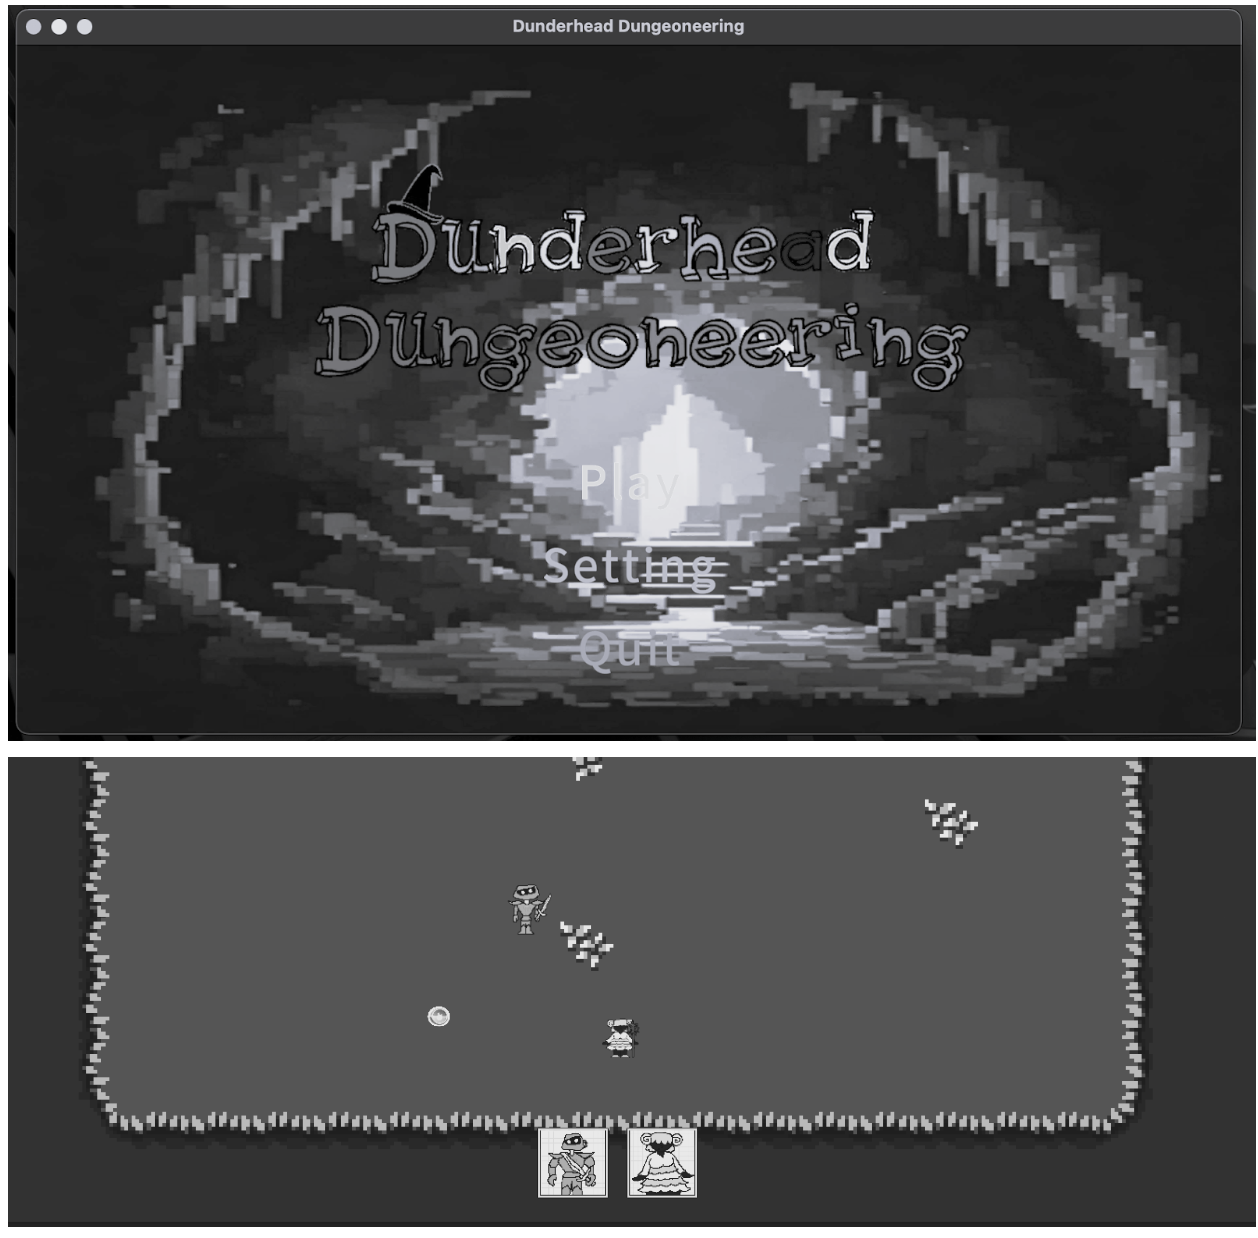 Dunderhead Dungeoneering
Dunderhead
Dungeoneering
Play
Setting
Quit